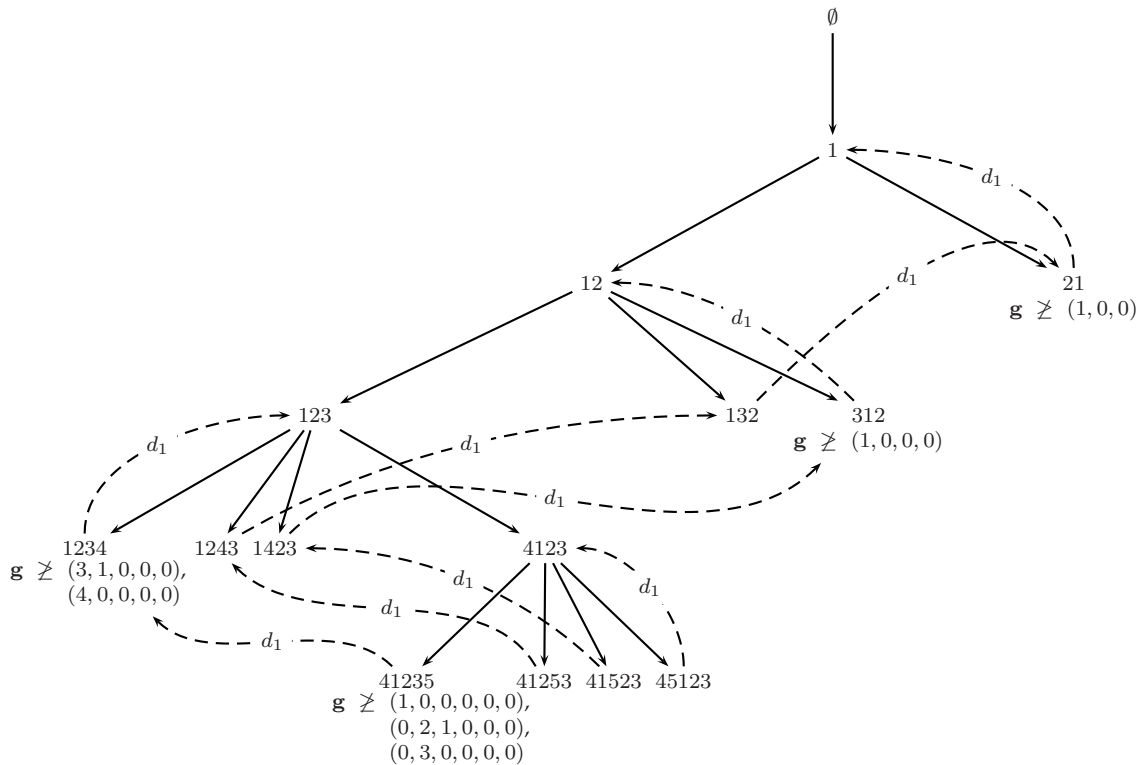 ∅
1
d₁
12
21
g ≱ (1, 0, 0)
d₁
d₁
123
132
312
g ≱ (1, 0, 0, 0)
d₁
d₁
d₁
1234
1243
1423
4123
g ≱ (3, 1, 0, 0, 0),
(4, 0, 0, 0, 0)
d₁
d₁
d₁
d₁
41235
41253
41523
45123
g ≱ (1, 0, 0, 0, 0, 0),
(0, 2, 1, 0, 0, 0),
(0, 3, 0, 0, 0, 0)